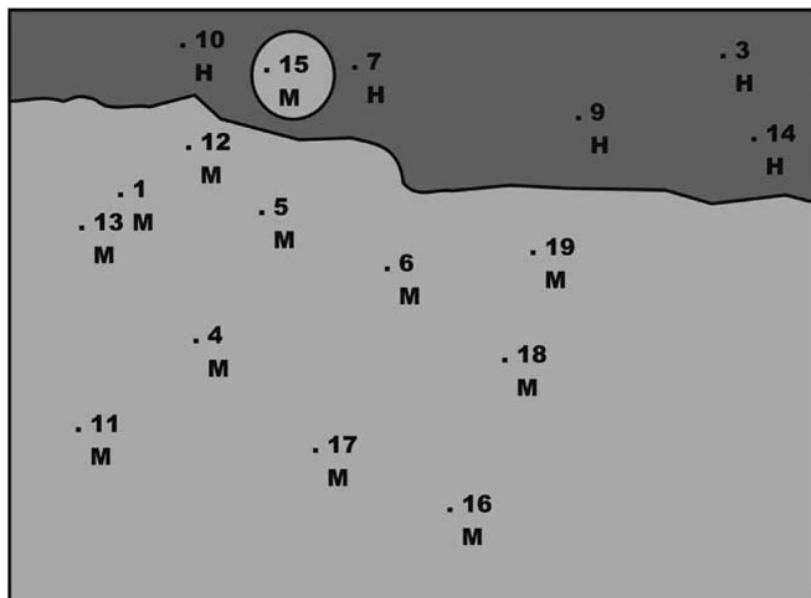 . 10
H
. 15
M
. 7
H
. 3
H
. 9
H
. 14
H
. 12
M
. 1
M
. 13
M
. 5
M
. 6
M
. 19
M
. 4
M
. 18
M
. 11
M
. 17
M
. 16
M